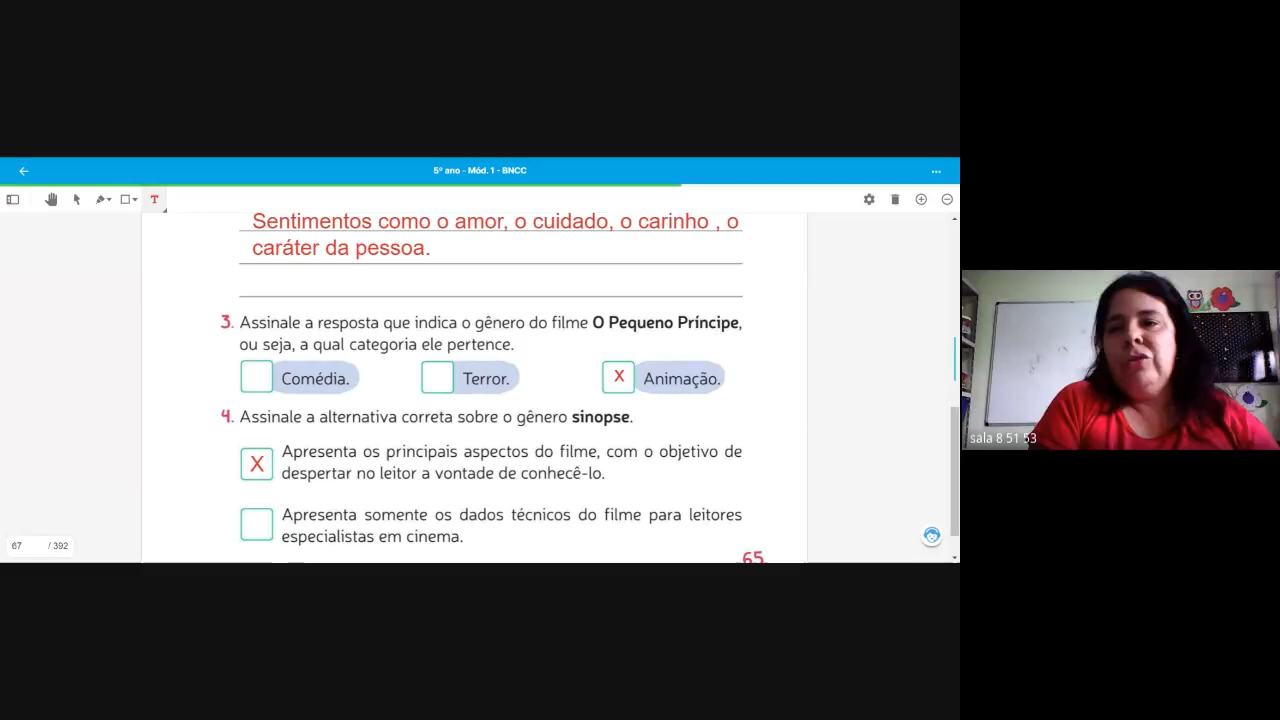 5º ano - Mód. 1 - BNCC
T
Sentimentos como o amor, o cuidado, o carinho , o
caráter da pessoa.
3. Assinale a resposta que indica o gênero do filme O Pequeno Príncipe,
ou seja, a qual categoria ele pertence.
Comédia.
Terror.
X Animação.
4. Assinale a alternativa correta sobre o gênero sinopse.
X Apresenta os principais aspectos do filme, com o objetivo de
despertar no leitor a vontade de conhecê-lo.
Apresenta somente os dados técnicos do filme para leitores
especialistas em cinema.
65
67 / 392
sala 8 51 53